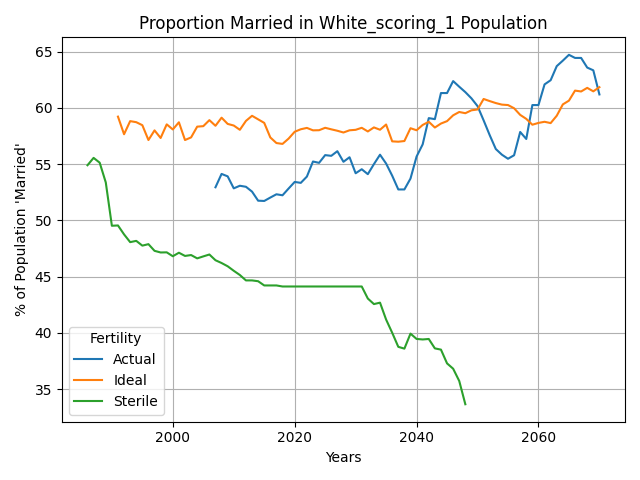 Proportion Married in White_scoring_1 Population
% of Population 'Married'
65
60
55
50
45
40
35
Fertility
Actual
Ideal
Sterile
2000 2020 2040 2060
Years